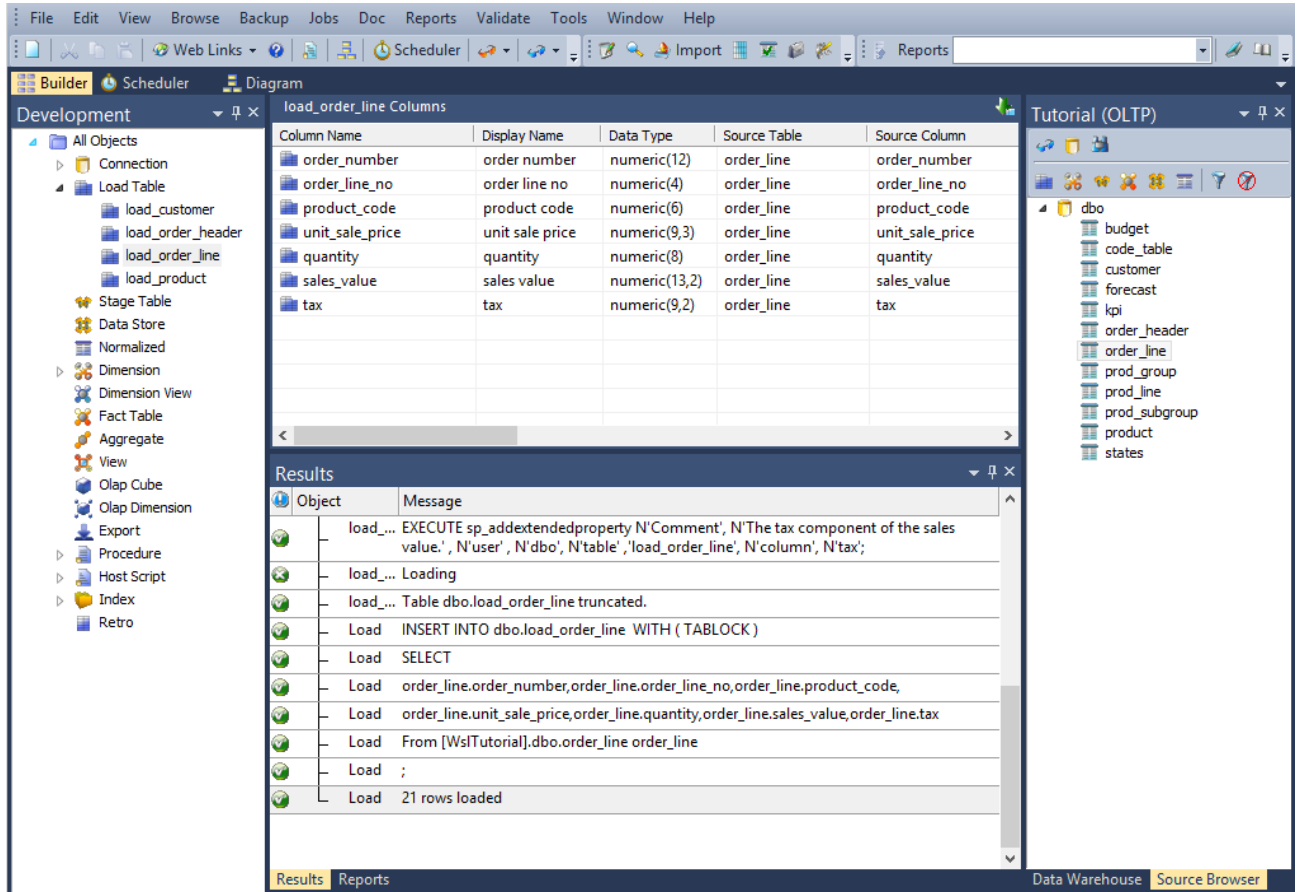 File Edit View Browse Backup Jobs Doc Reports Validate Tools Window Help
Web Links Scheduler Import Reports
Builder Scheduler Diagram
Development
All Objects
Connection
Load Table
load_customer
load_order_header
load_order_line
load_product
Stage Table
Data Store
Normalized
Dimension
Dimension View
Fact Table
Aggregate
View
Olap Cube
Olap Dimension
Export
Procedure
Host Script
Index
Retro
load_order_line Columns
Column Name Display Name Data Type Source Table Source Column
order_number order number numeric(12) order_line order_number
order_line_no order line no numeric(4) order_line order_line_no
product_code product code numeric(6) order_line product_code
unit_sale_price unit sale price numeric(9,3) order_line unit_sale_price
quantity quantity numeric(8) order_line quantity
sales_value sales value numeric(13,2) order_line sales_value
tax tax numeric(9,2) order_line tax
Results
Object Message
load_... EXECUTE sp_addextendedproperty N'Comment', N'The tax component of the sales
value.' , N'user' , N'dbo', N'table' ,'load_order_line', N'column', N'tax';
load_... Loading
load_... Table dbo.load_order_line truncated.
Load INSERT INTO dbo.load_order_line WITH ( TABLOCK )
Load SELECT
Load order_line.order_number,order_line.order_line_no,order_line.product_code,
Load order_line.unit_sale_price,order_line.quantity,order_line.sales_value,order_line.tax
Load From [WslTutorial].dbo.order_line order_line
Load ;
Load 21 rows loaded
Results Reports
Tutorial (OLTP)
dbo
budget
code_table
customer
forecast
kpi
order_header
order_line
prod_group
prod_line
prod_subgroup
product
states
Data Warehouse Source Browser